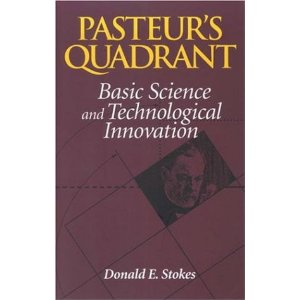 PASTEUR'S
QUADRANT
Basic Science
and Technological
Innovation
Donald E. Stokes